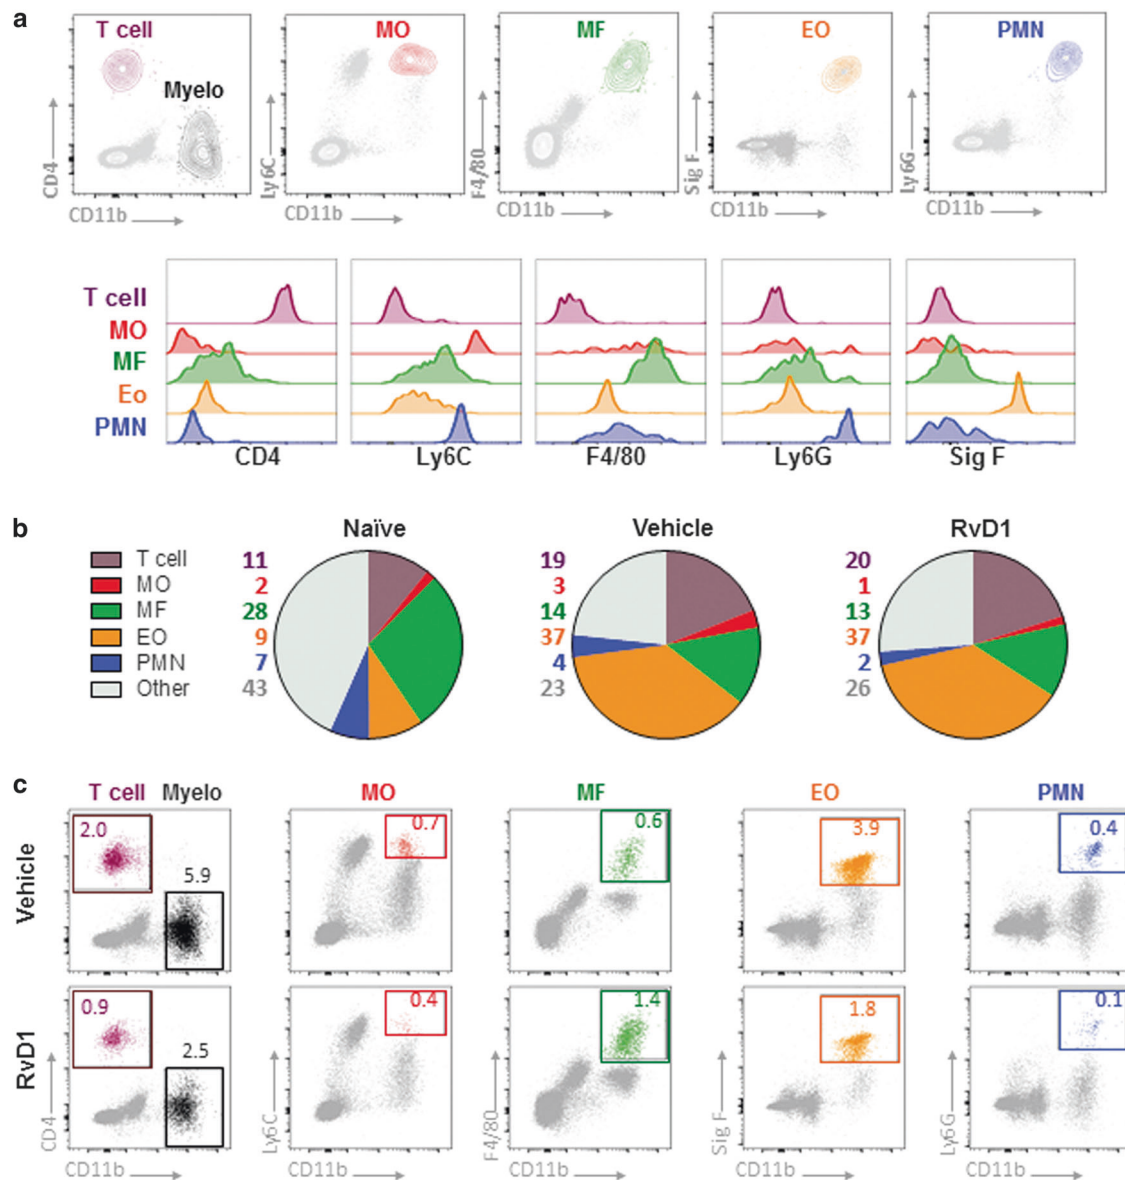 a
T cell MO MF EO PMN
Myelo
CD4 Ly6C F4/80 Sig F Ly6G
CD11b CD11b CD11b CD11b CD11b
T cell
MO
MF
Eo
PMN
CD4 Ly6C F4/80 Ly6G Sig F
b
Naïve Vehicle RvD1
T cell 11 19 20
MO 2 3 1
MF 28 14 13
EO 9 37 37
PMN 7 4 2
Other 43 23 26
c
T cell Myelo MO MF EO PMN
Vehicle
2.0 5.9 0.7 0.6 3.9 0.4
RvD1
0.9 2.5 0.4 1.4 1.8 0.1
CD4 Ly6C F4/80 Sig F Ly6G
CD11b CD11b CD11b CD11b CD11b